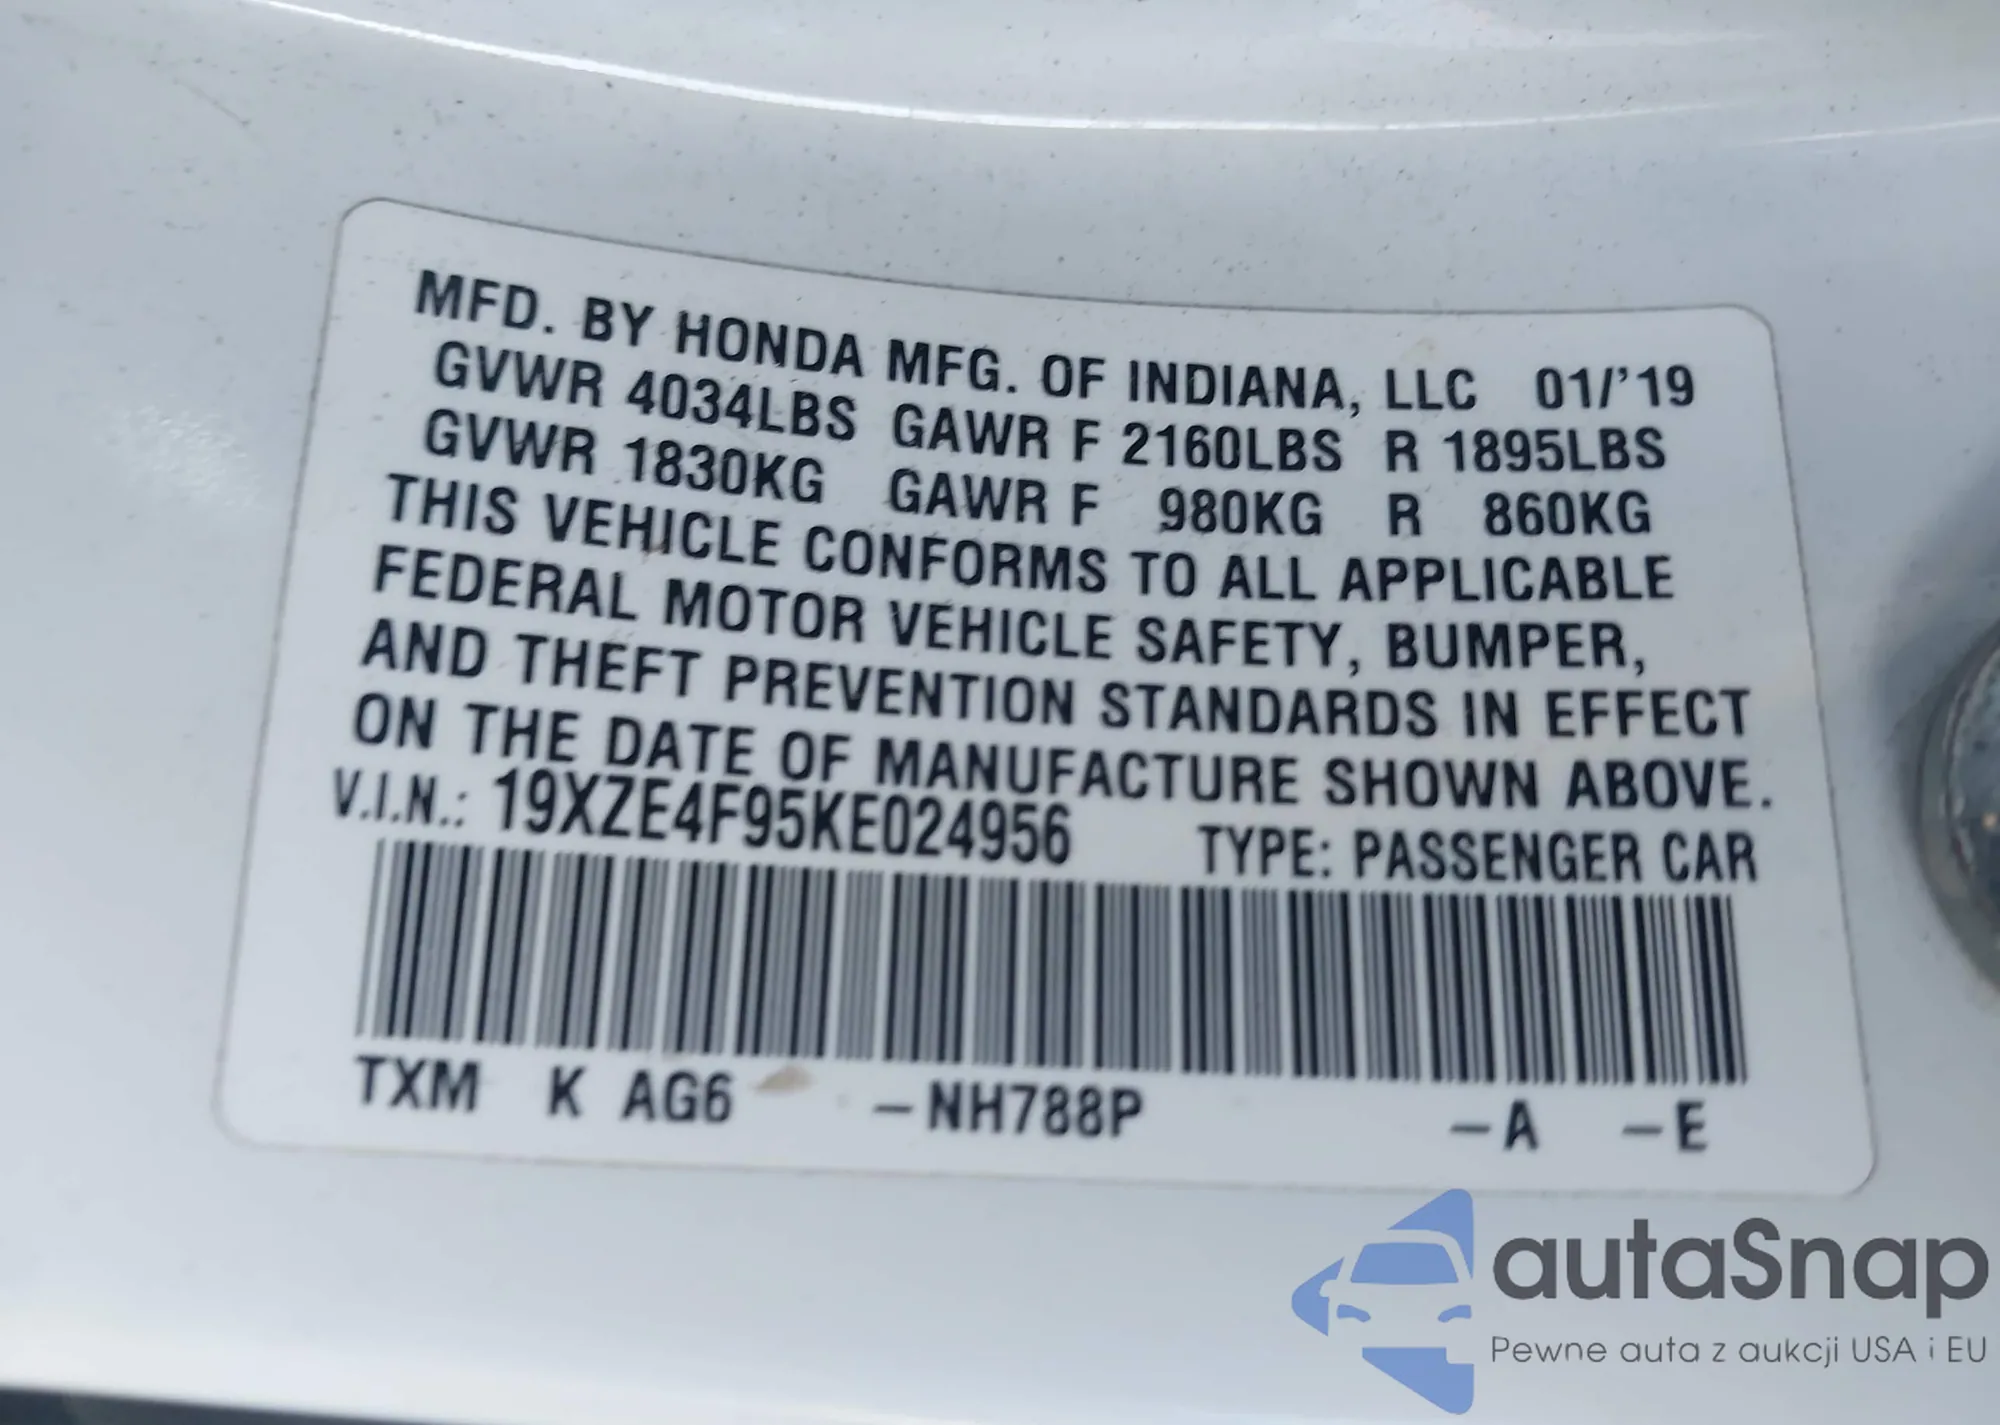 MFD. BY HONDA MFG. OF INDIANA, LLC 01/'19
GVWR 4034LBS GAWR F 2160LBS R 1895LBS
GVWR 1830KG GAWR F 980KG R 860KG
THIS VEHICLE CONFORMS TO ALL APPLICABLE
FEDERAL MOTOR VEHICLE SAFETY, BUMPER,
AND THEFT PREVENTION STANDARDS IN EFFECT
ON THE DATE OF MANUFACTURE SHOWN ABOVE.
V.I.N.: 19XZE4F95KE024956 TYPE: PASSENGER CAR
TXM K AG6 –NH788P –A –E
autaSnap
Pewne auta z aukcji USA i EU